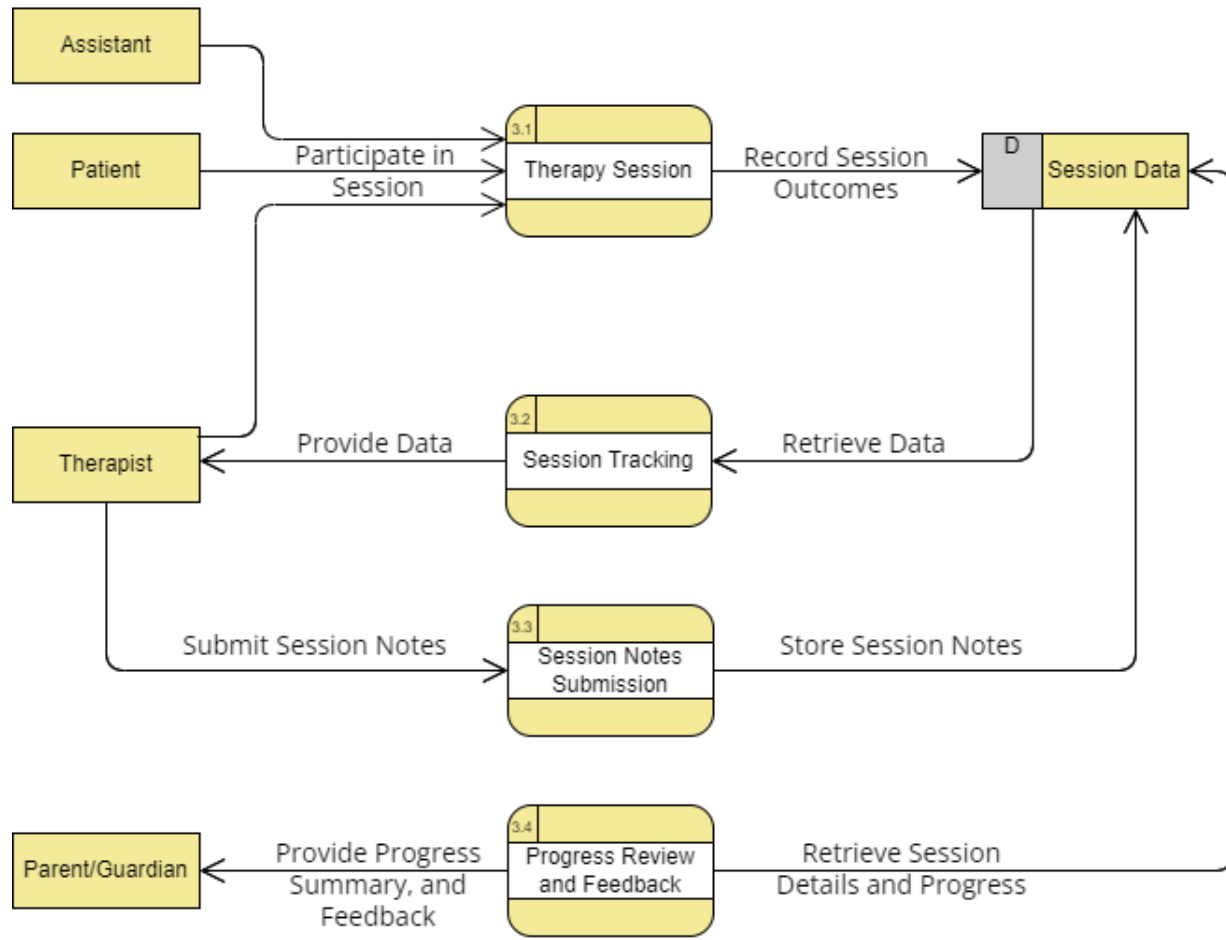 Assistant
Patient
Participate in
Session
3.1
Therapy Session
Record Session
Outcomes
D
Session Data
Therapist
Provide Data
3.2
Session Tracking
Retrieve Data
Submit Session Notes
3.3
Session Notes
Submission
Store Session Notes
Parent/Guardian
Provide Progress
Summary, and
Feedback
3.4
Progress Review
and Feedback
Retrieve Session
Details and Progress